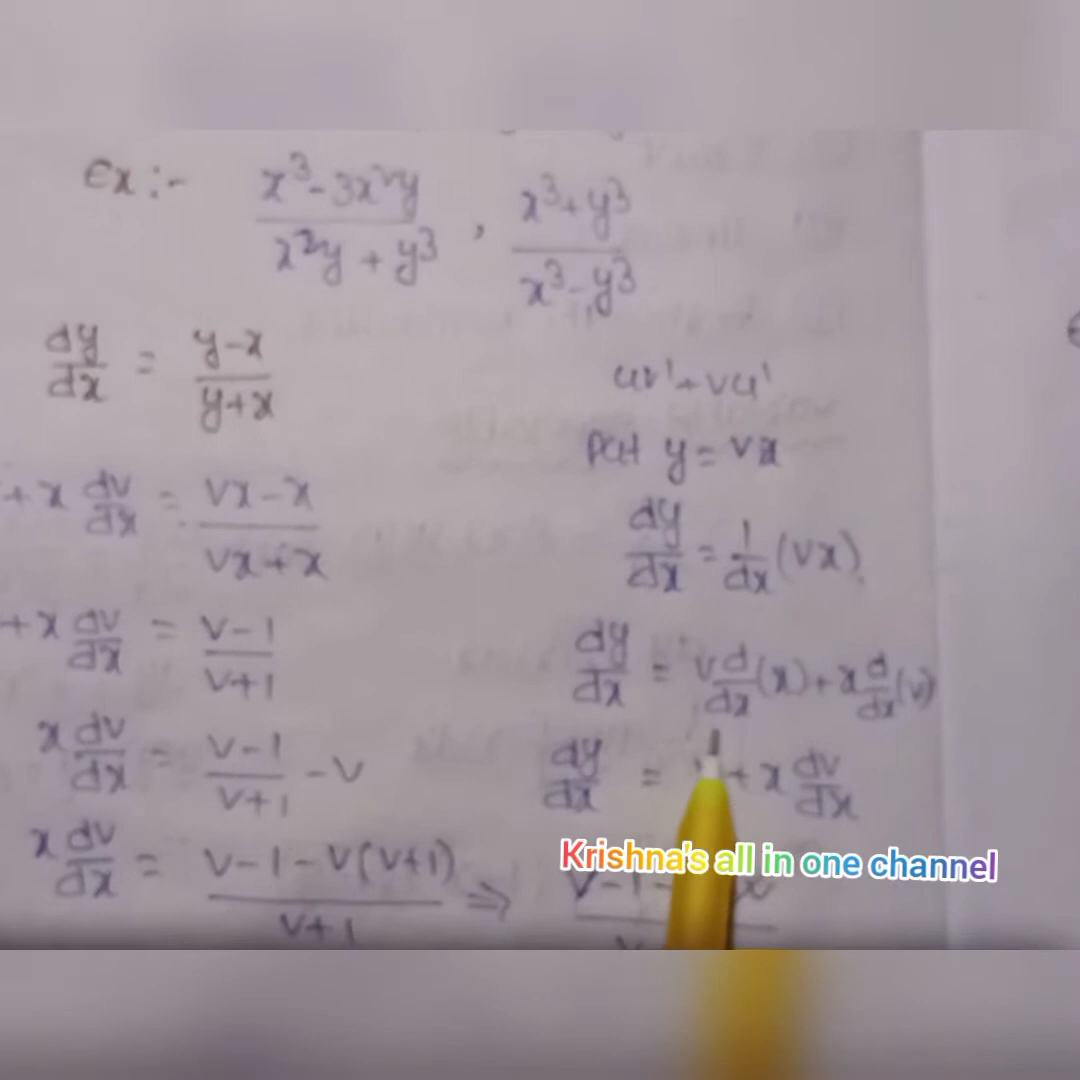 Ex :- x³-3x²y / x²y + y³ , x³+y³ / x³-y³
dy/dx = y-x / y+x
uv' + vu'
Put y = vx
+ x dv/dx = vx-x / vx+x
dy/dx = 1/dx (vx)
+ x dv/dx = v-1 / v+1
dy/dx = v d/dx (x) + x d/dx (v)
x dv/dx = v-1 / v+1 - v
dy/dx = + x dv/dx
x dv/dx = v-1-v(v+1) / v+1 ⇒ v-1-
Krishna's all in one channel